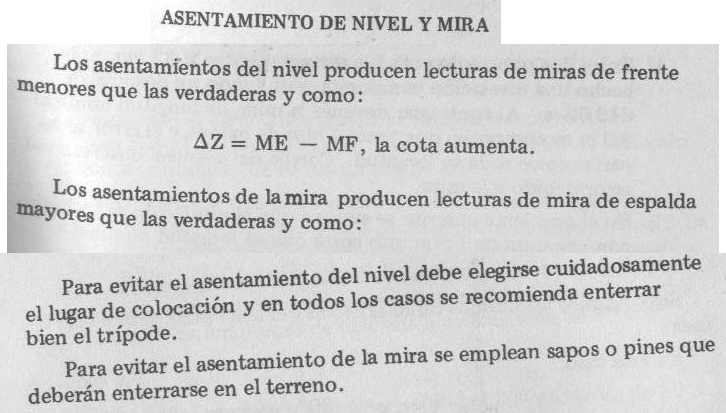 ASENTAMIENTO DE NIVEL Y MIRA
Los asentamientos del nivel producen lecturas de miras de frente
menores que las verdaderas y como:
ΔZ = ME − MF, la cota aumenta.
Los asentamientos de la mira producen lecturas de mira de espalda
mayores que las verdaderas y como:
Para evitar el asentamiento del nivel debe elegirse cuidadosamente
el lugar de colocación y en todos los casos se recomienda enterrar
bien el trípode.
Para evitar el asentamiento de la mira se emplean sapos o pines que
deberán enterrarse en el terreno.